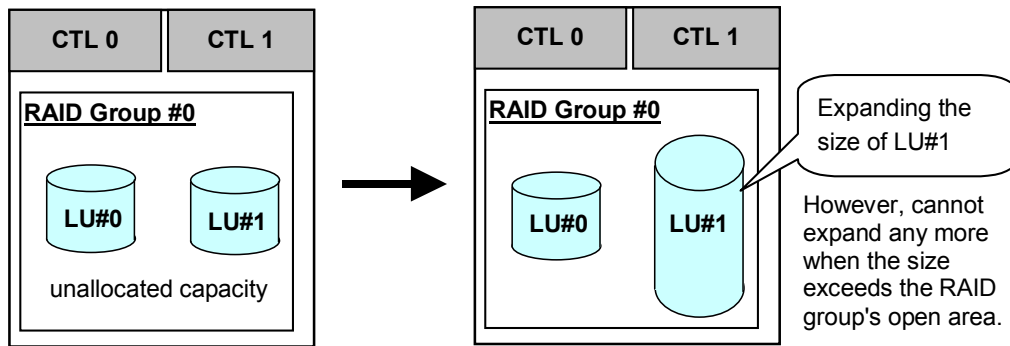 CTL 0
CTL 1
RAID Group #0
LU#0
LU#1
unallocated capacity
CTL 0
CTL 1
RAID Group #0
LU#0
LU#1
Expanding the
size of LU#1
However, cannot
expand any more
when the size
exceeds the RAID
group's open area.